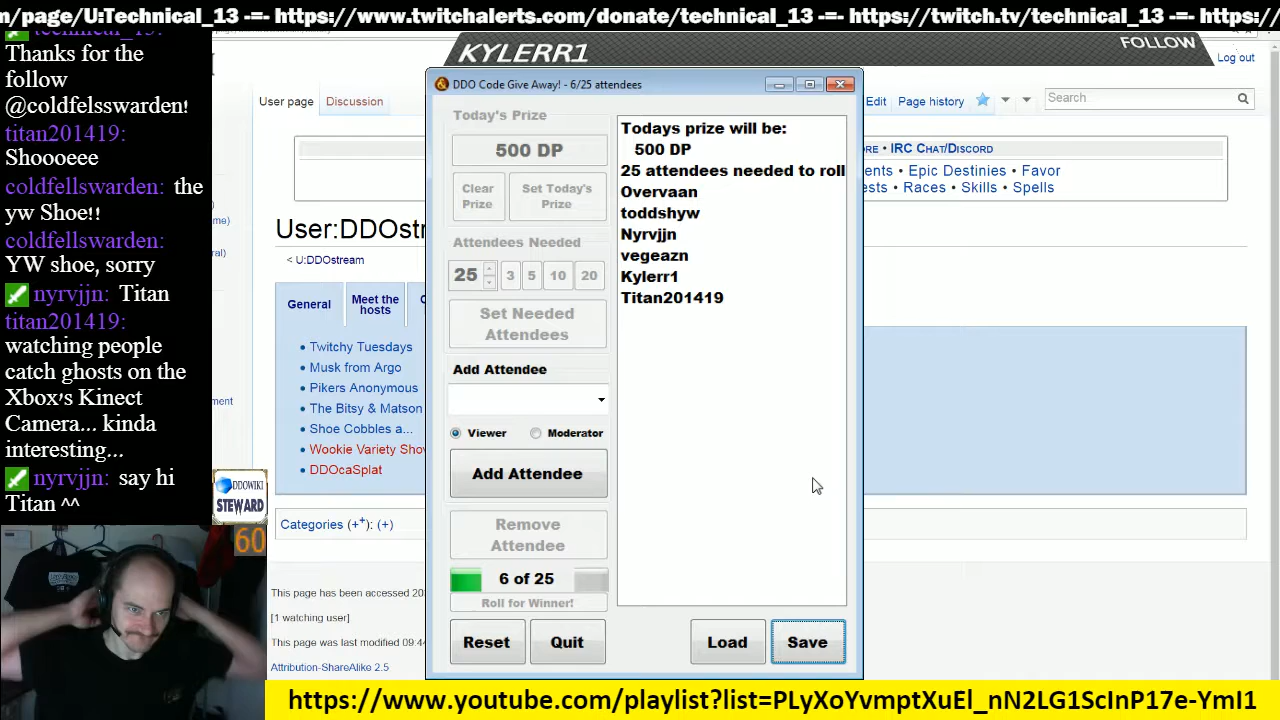 m/page/U:Technical_13 -=- https://www.twitchalerts.com/donate/technical_13 -=- https://twitch.tv/technical_13 -=- https:/
technical_13:
Thanks for the
follow
@coldfelsswarden!
titan201419:
Shoooeee
coldfellswarden: the
yw Shoe!!
coldfellswarden:
YW shoe, sorry
nyrvjjn: Titan
titan201419:
watching people
catch ghosts on the
Xbox's Kinect
Camera... kinda
interesting...
nyrvjjn: say hi
Titan ^^
KYLERR1
FOLLOW
Log out
User page
Discussion
Edit
Page history
Search
IRC Chat/Discord
Epic Destinies • Favor
Races • Skills • Spells
User:DDOstr
< U:DDOstream
General
Meet the
hosts
Twitchy Tuesdays
Musk from Argo
Pikers Anonymous
The Bitsy & Matson
Shoe Cobbles a...
Wookie Variety Sho
DDOcaSplat
Categories (+⁺): (+)
This page has been accessed 20
[1 watching user]
This page was last modified 09:4
Attribution-ShareAlike 2.5
DDO Code Give Away! - 6/25 attendees
Today's Prize
500 DP
Clear
Prize
Set Today's
Prize
Attendees Needed
25
3
5
10
20
Set Needed
Attendees
Add Attendee
Viewer
Moderator
Add Attendee
Remove
Attendee
6 of 25
Roll for Winner!
Reset
Quit
Load
Save
Todays prize will be:
500 DP
25 attendees needed to roll
Overvaan
toddshyw
Nyrvjjn
vegeazn
Kylerr1
Titan201419
DDOWIKI
STEWARD
60
https://www.youtube.com/playlist?list=PLyXoYvmptXuEl_nN2LG1ScInP17e-YmI1